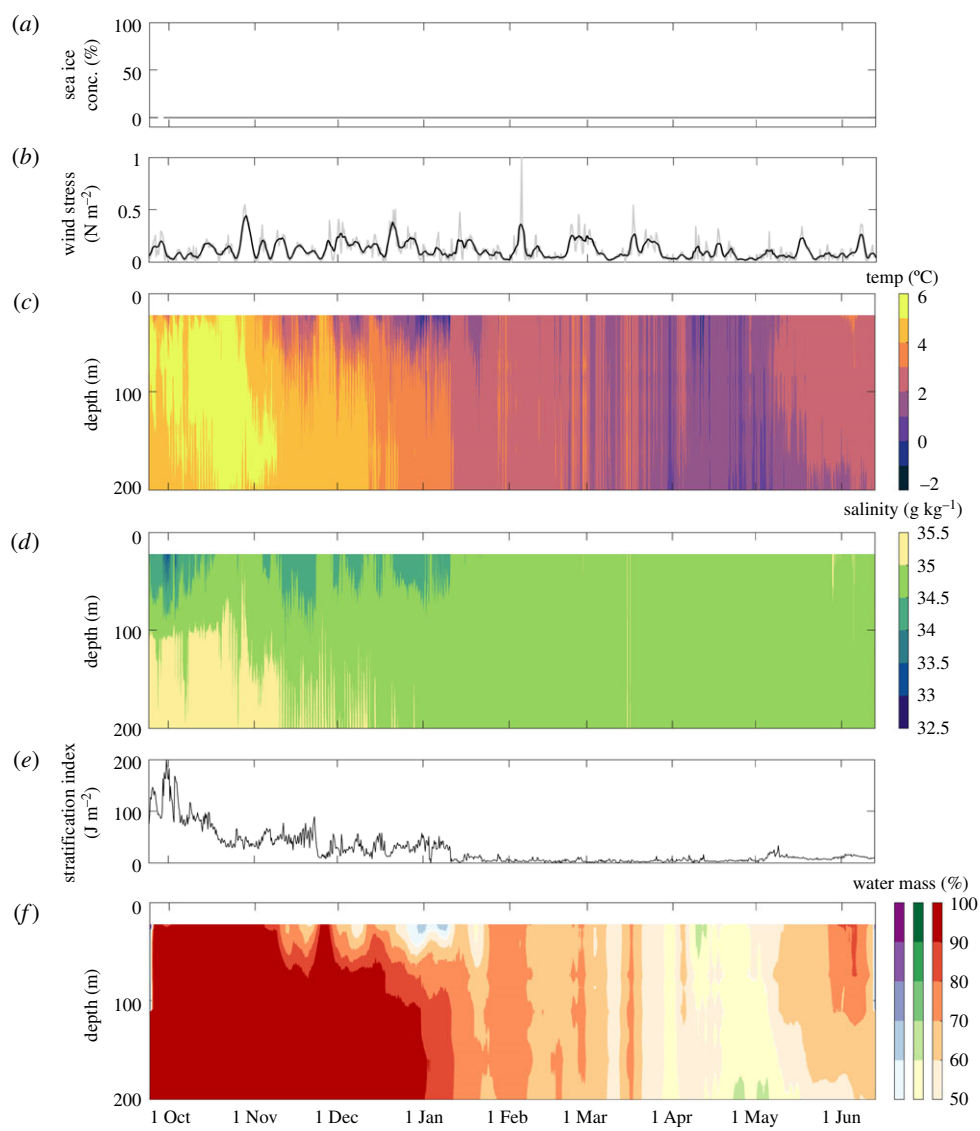 (a)
sea ice
conc. (%)
100
50
0
(b)
wind stress
(N m⁻²)
1
0.5
0
(c)
depth (m)
0
100
200
temp (ºC)
6
4
2
0
–2
(d)
depth (m)
0
100
200
salinity (g kg⁻¹)
35.5
35
34.5
34
33.5
33
32.5
(e)
stratification index
(J m⁻²)
200
100
0
(f)
depth (m)
0
100
200
water mass (%)
100
90
80
70
60
50
1 Oct 1 Nov 1 Dec 1 Jan 1 Feb 1 Mar 1 Apr 1 May 1 Jun